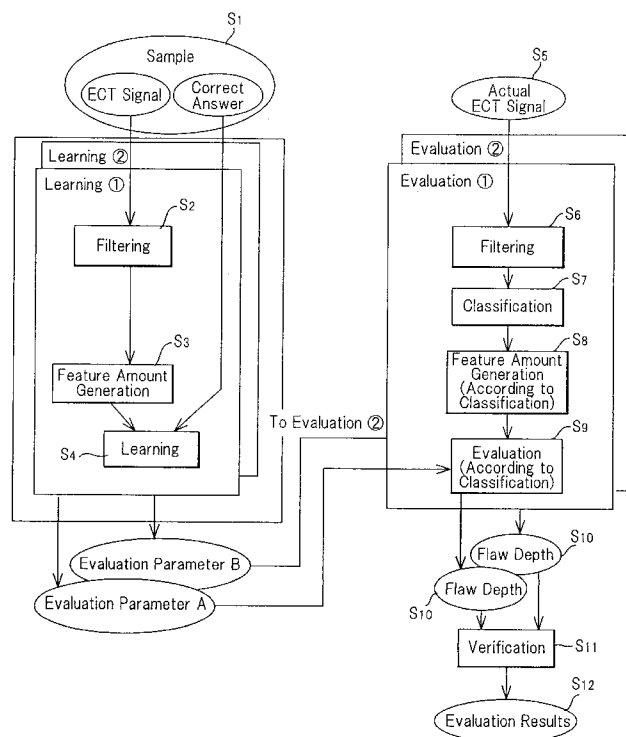 S1
Sample
ECT Signal
Correct
Answer
Learning ②
Learning ①
S2
Filtering
S3
Feature Amount
Generation
S4
Learning
Evaluation Parameter B
Evaluation Parameter A
To Evaluation ②
S5
Actual
ECT Signal
Evaluation ②
Evaluation ①
S6
Filtering
S7
Classification
S8
Feature Amount
Generation
(According to
Classification)
S9
Evaluation
(According to
Classification)
S10
Flaw Depth
Flaw Depth
S10
Verification
S11
S12
Evaluation Results